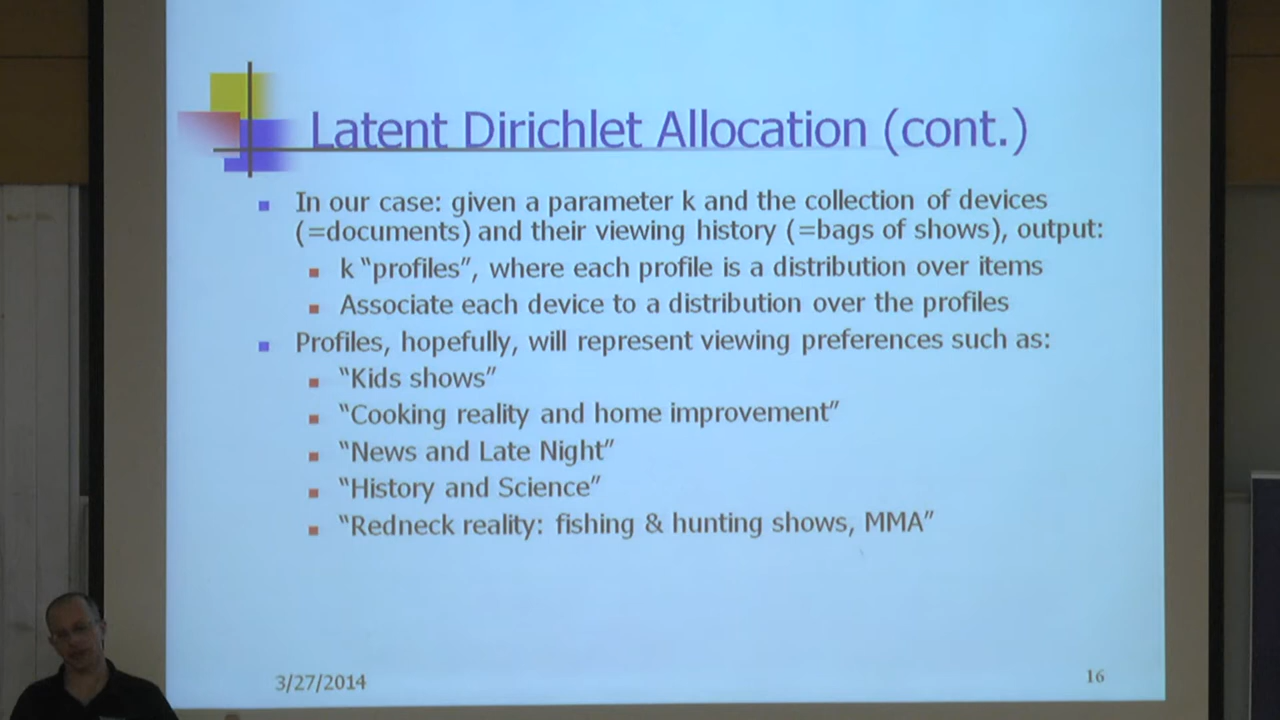 Latent Dirichlet Allocation (cont.)
In our case: given a parameter k and the collection of devices
(=documents) and their viewing history (=bags of shows), output:
k “profiles”, where each profile is a distribution over items
Associate each device to a distribution over the profiles
Profiles, hopefully, will represent viewing preferences such as:
“Kids shows”
“Cooking reality and home improvement”
“News and Late Night”
“History and Science”
“Redneck reality: fishing & hunting shows, MMA”
3/27/2014
16